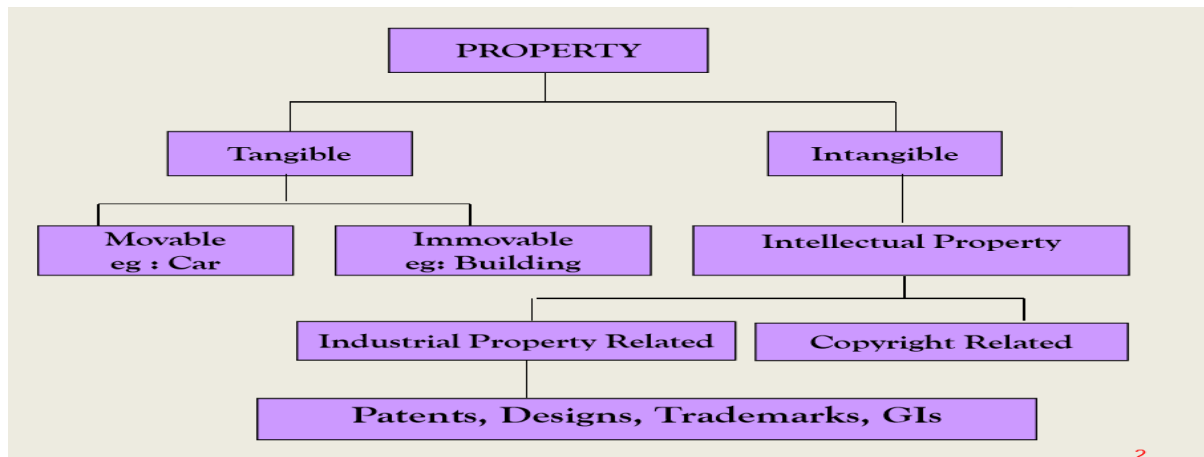 PROPERTY
Tangible
Intangible
Movable
eg : Car
Immovable
eg: Building
Intellectual Property
Industrial Property Related
Copyright Related
Patents, Designs, Trademarks, GIs